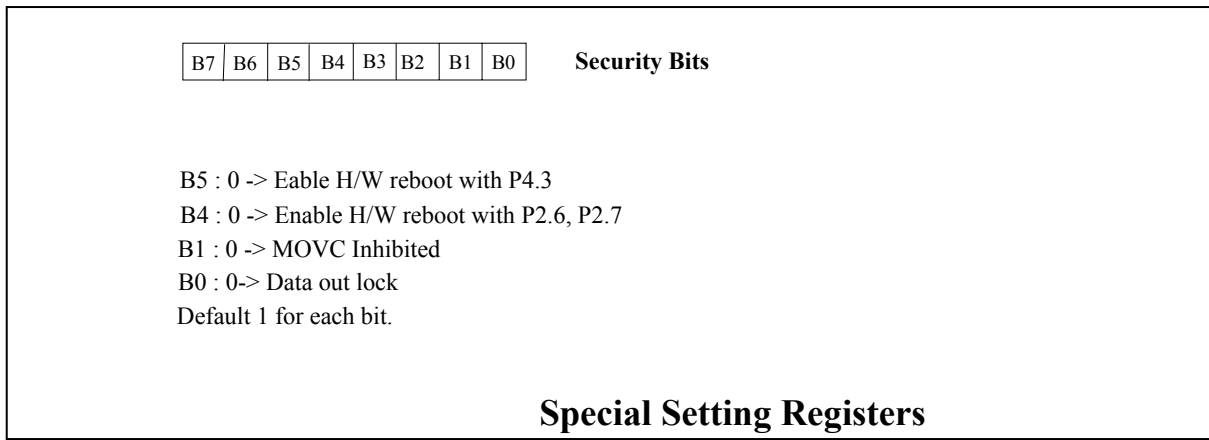 B7 B6 B5 B4 B3 B2 B1 B0 Security Bits
B5 : 0 -> Eable H/W reboot with P4.3
B4 : 0 -> Enable H/W reboot with P2.6, P2.7
B1 : 0 -> MOVC Inhibited
B0 : 0-> Data out lock
Default 1 for each bit.
Special Setting Registers